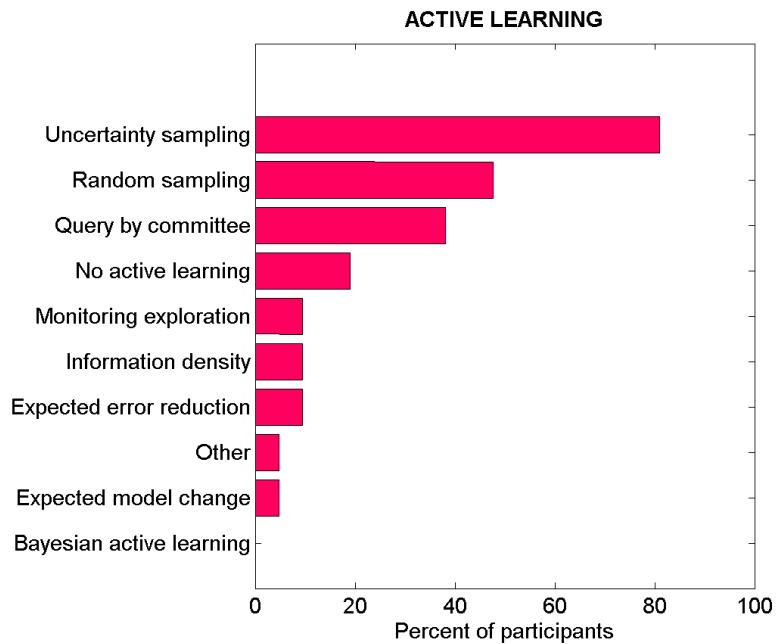 ACTIVE LEARNING
Uncertainty sampling
Random sampling
Query by committee
No active learning
Monitoring exploration
Information density
Expected error reduction
Other
Expected model change
Bayesian active learning
0 20 40 60 80 100
Percent of participants